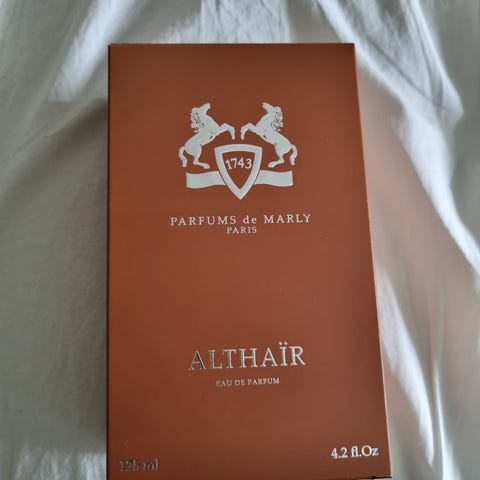 1743
PARFUMS de MARLY
PARIS
ALTHAÏR
EAU DE PARFUM
125 ml 4.2 fl.Oz